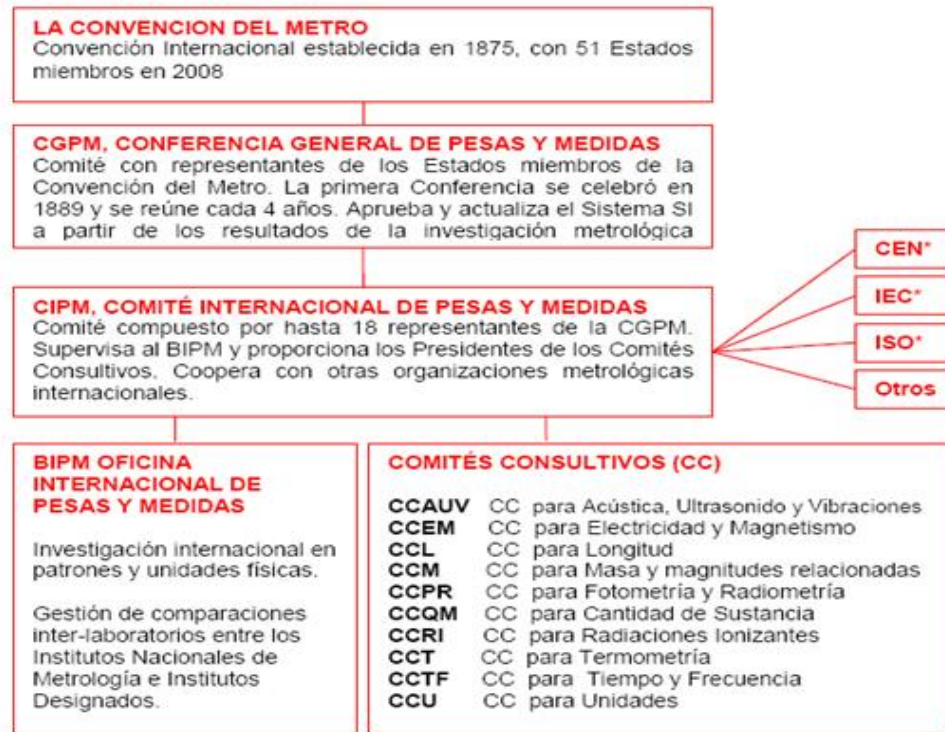 LA CONVENCION DEL METRO
Convención Internacional establecida en 1875, con 51 Estados
miembros en 2008
CGPM, CONFERENCIA GENERAL DE PESAS Y MEDIDAS
Comité con representantes de los Estados miembros de la
Convención del Metro. La primera Conferencia se celebró en
1889 y se reúne cada 4 años. Aprueba y actualiza el Sistema SI
a partir de los resultados de la investigación metrológica
CIPM, COMITÉ INTERNACIONAL DE PESAS Y MEDIDAS
Comité compuesto por hasta 18 representantes de la CGPM.
Supervisa al BIPM y proporciona los Presidentes de los Comités
Consultivos. Coopera con otras organizaciones metrológicas
internacionales.
CEN*
IEC*
ISO*
Otros
BIPM OFICINA
INTERNACIONAL DE
PESAS Y MEDIDAS
Investigación internacional en
patrones y unidades físicas.
Gestión de comparaciones
inter-laboratorios entre los
Institutos Nacionales de
Metrología e Institutos
Designados.
COMITÉS CONSULTIVOS (CC)
CCAUV CC para Acústica, Ultrasonido y Vibraciones
CCEM CC para Electricidad y Magnetismo
CCL CC para Longitud
CCM CC para Masa y magnitudes relacionadas
CCPR CC para Fotometría y Radiometría
CCQM CC para Cantidad de Sustancia
CCRI CC para Radiaciones Ionizantes
CCT CC para Termometría
CCTF CC para Tiempo y Frecuencia
CCU CC para Unidades